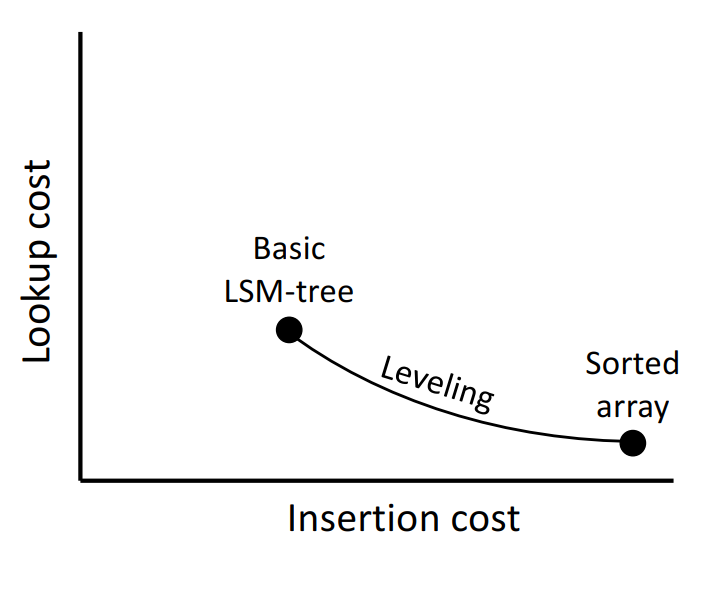 Lookup cost
Basic
LSM-tree
Leveling
Sorted
array
Insertion cost